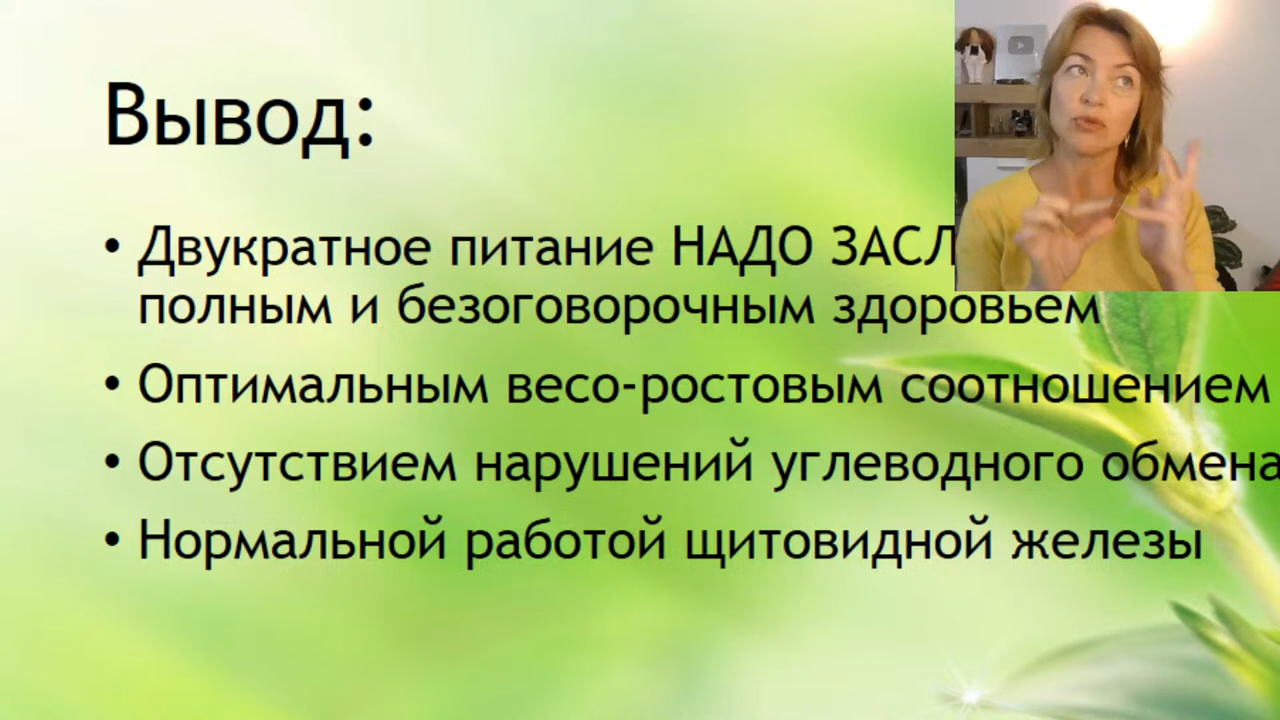 Вывод:
• Двукратное питание НАДО ЗАСЛ
полным и безоговорочным здоровьем
• Оптимальным весо-ростовым соотношением
• Отсутствием нарушений углеводного обмена
• Нормальной работой щитовидной железы